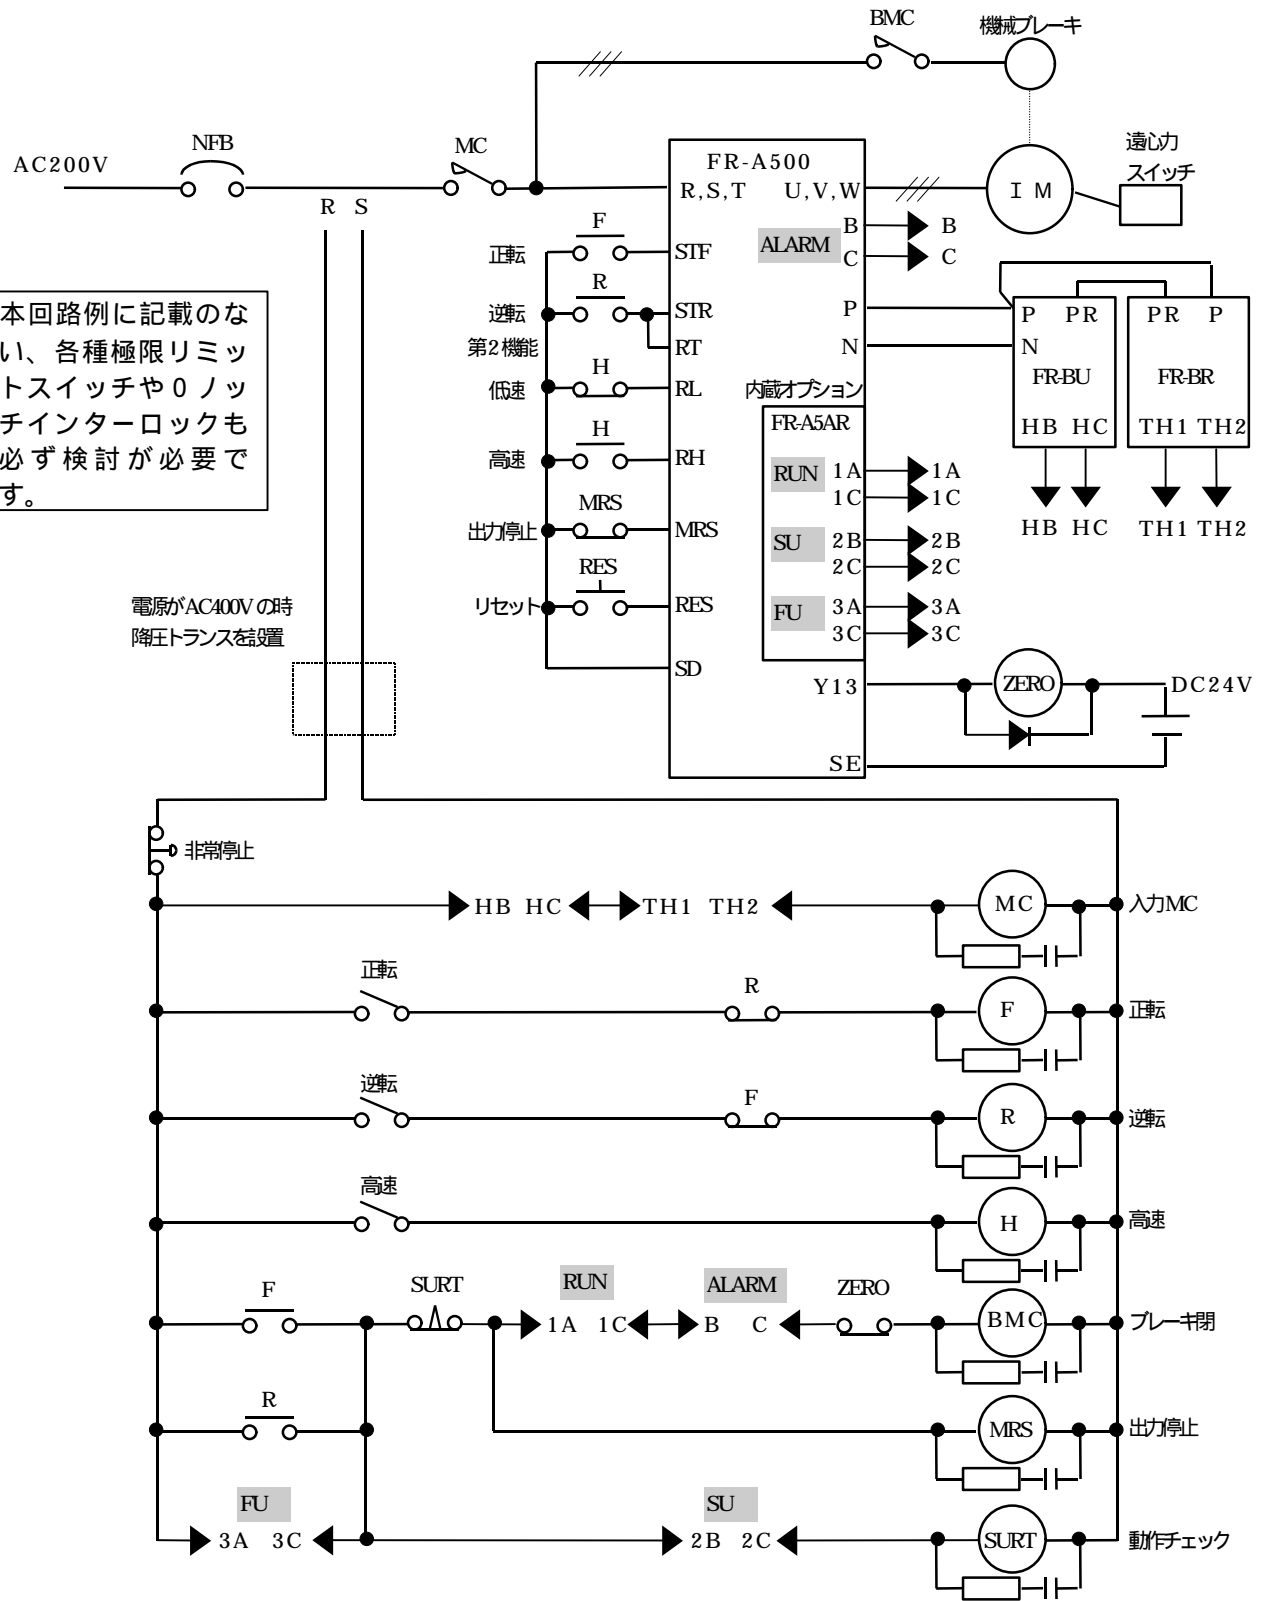 BMC
機械ブレーキ
NFB
MC
AC200V
R S
FR-A500
R,S,T U,V,W
IM
遠心力
スイッチ
F
正転
STF
ALARM
B
C
B
C
R
逆転
STR
第2機能
RT
H
低速
RL
H
高速
RH
MRS
出力停止
MRS
RES
リセット
RES
SD
P
N
P PR
N
FR-BU
HB HC
PR P
FR-BR
TH1 TH2
HB HC TH1 TH2
内蔵オプション
FR-A5AR
RUN 1A 1A
1C 1C
SU 2B 2B
2C 2C
FU 3A 3A
3C 3C
Y13
ZERO
DC24V
SE
本回路例に記載のな
い、各種極限リミッ
トスイッチや0ノッ
チインターロックも
必ず検討が必要で
す。
電源がAC400Vの時
降圧トランスを設置
非常停止
HB HC TH1 TH2 MC 入力MC
正転 R F 正転
逆転 F R 逆転
高速 H 高速
F SURT RUN ALARM ZERO
1A 1C B C BMC ブレーキ閉
R MRS 出力停止
FU SU
3A 3C 2B 2C SURT 動作チェック